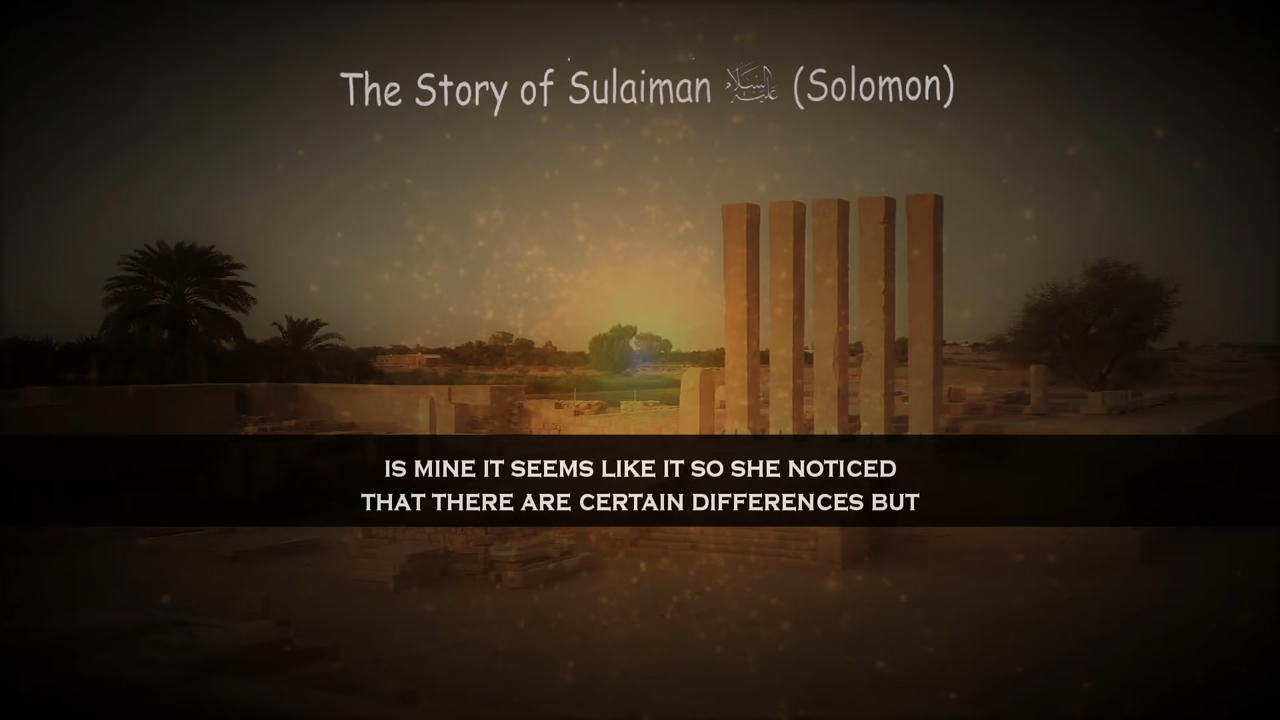 The Story of Sulaiman عليه السلام (Solomon)
IS MINE IT SEEMS LIKE IT SO SHE NOTICED
THAT THERE ARE CERTAIN DIFFERENCES BUT